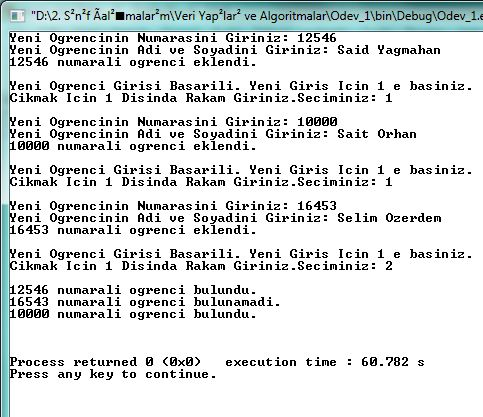 "D:\2. S²n²f Ãal²■malar²m\Veri Yap²lar² ve Algoritmalar\Odev_1\bin\Debug\Odev_1.e
Yeni Ogrencinin Numarasini Giriniz: 12546
Yeni Ogrencinin Adi ve Soyadini Giriniz: Said Yagmahan
12546 numarali ogrenci eklendi.
Yeni Ogrenci Girisi Basarili. Yeni Giris Icin 1 e basiniz.
Cikmak Icin 1 Disinda Rakam Giriniz.Seciminiz: 1
Yeni Ogrencinin Numarasini Giriniz: 10000
Yeni Ogrencinin Adi ve Soyadini Giriniz: Sait Orhan
10000 numarali ogrenci eklendi.
Yeni Ogrenci Girisi Basarili. Yeni Giris Icin 1 e basiniz.
Cikmak Icin 1 Disinda Rakam Giriniz.Seciminiz: 1
Yeni Ogrencinin Numarasini Giriniz: 16453
Yeni Ogrencinin Adi ve Soyadini Giriniz: Selim Ozerdem
16453 numarali ogrenci eklendi.
Yeni Ogrenci Girisi Basarili. Yeni Giris Icin 1 e basiniz.
Cikmak Icin 1 Disinda Rakam Giriniz.Seciminiz: 2
12546 numarali ogrenci bulundu.
16543 numarali ogrenci bulunamadi.
10000 numarali ogrenci bulundu.
Process returned 0 (0x0)   execution time : 60.782 s
Press any key to continue.